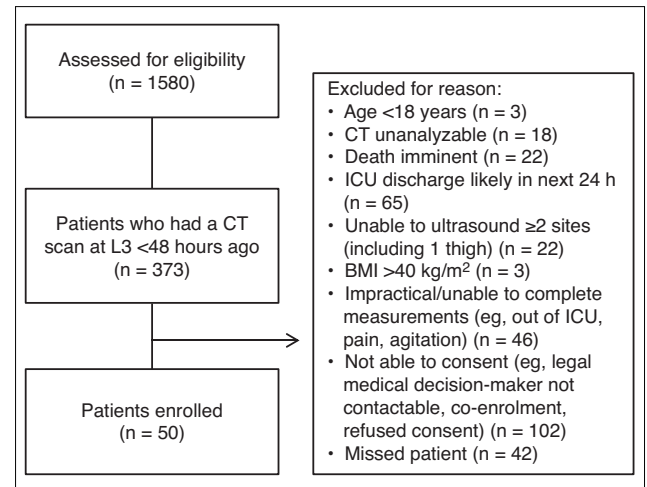 Assessed for eligibility
(n = 1580)
Patients who had a CT
scan at L3 <48 hours ago
(n = 373)
Patients enrolled
(n = 50)
Excluded for reason:
• Age <18 years (n = 3)
• CT unanalyzable (n = 18)
• Death imminent (n = 22)
• ICU discharge likely in next 24 h
(n = 65)
• Unable to ultrasound ≥2 sites
(including 1 thigh) (n = 22)
• BMI >40 kg/m² (n = 3)
• Impractical/unable to complete
measurements (eg, out of ICU,
pain, agitation) (n = 46)
• Not able to consent (eg, legal
medical decision-maker not
contactable, co-enrolment,
refused consent) (n = 102)
• Missed patient (n = 42)